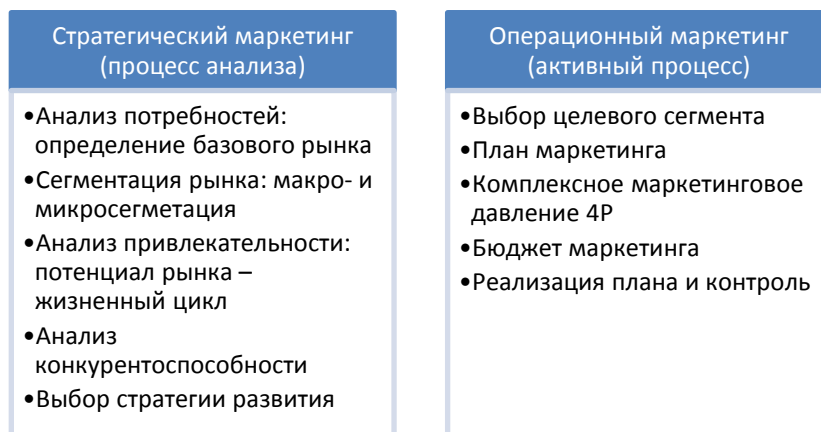 Стратегический маркетинг
(процесс анализа)
•Анализ потребностей:
определение базового рынка
•Сегментация рынка: макро- и
микросегметация
•Анализ привлекательности:
потенциал рынка –
жизненный цикл
•Анализ
конкурентоспособности
•Выбор стратегии развития
Операционный маркетинг
(активный процесс)
•Выбор целевого сегмента
•План маркетинга
•Комплексное маркетинговое
давление 4Р
•Бюджет маркетинга
•Реализация плана и контроль